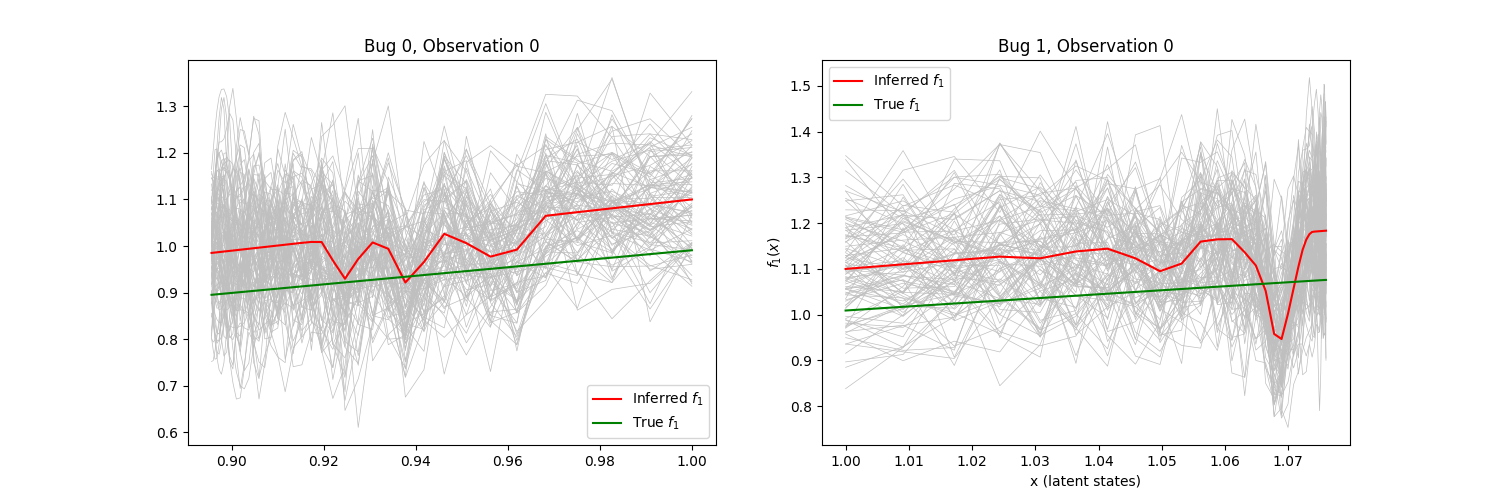 Bug 0, Observation 0
1.3
1.2
1.1
1.0
0.9
0.8
0.7
0.6
Inferred f₁
True f₁
0.90 0.92 0.94 0.96 0.98 1.00
Bug 1, Observation 0
Inferred f₁
True f₁
f₁(x)
1.5
1.4
1.3
1.2
1.1
1.0
0.9
0.8
1.00 1.01 1.02 1.03 1.04 1.05 1.06 1.07
x (latent states)